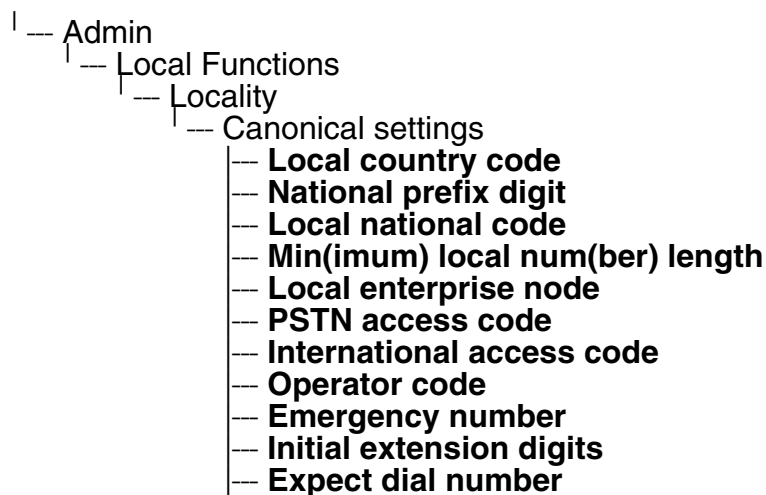 --- Admin
--- Local Functions
--- Locality
--- Canonical settings
--- Local country code
--- National prefix digit
--- Local national code
--- Min(imum) local num(ber) length
--- Local enterprise node
--- PSTN access code
--- International access code
--- Operator code
--- Emergency number
--- Initial extension digits
--- Expect dial number